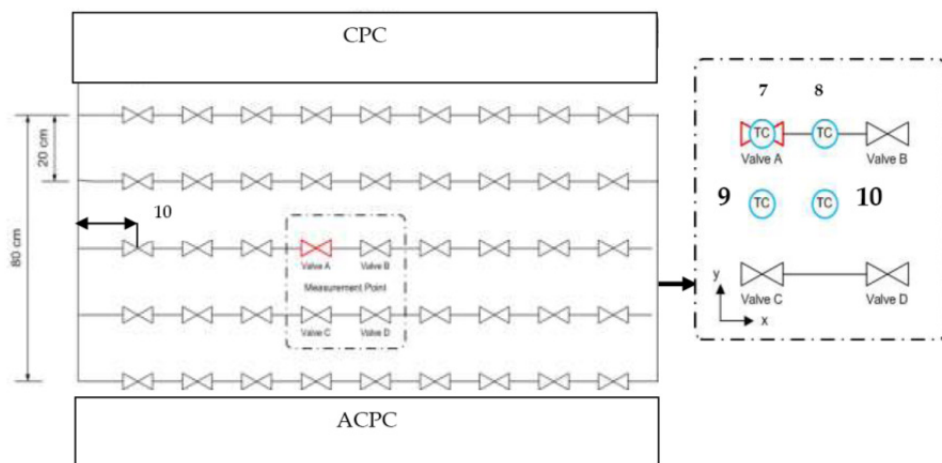 CPC
20 cm
80 cm
10
Valve A
Valve B
Measurement Point
Valve C
Valve D
ACPC
7
8
TC
TC
Valve A
Valve B
9
TC
TC
10
y
Valve C
Valve D
x